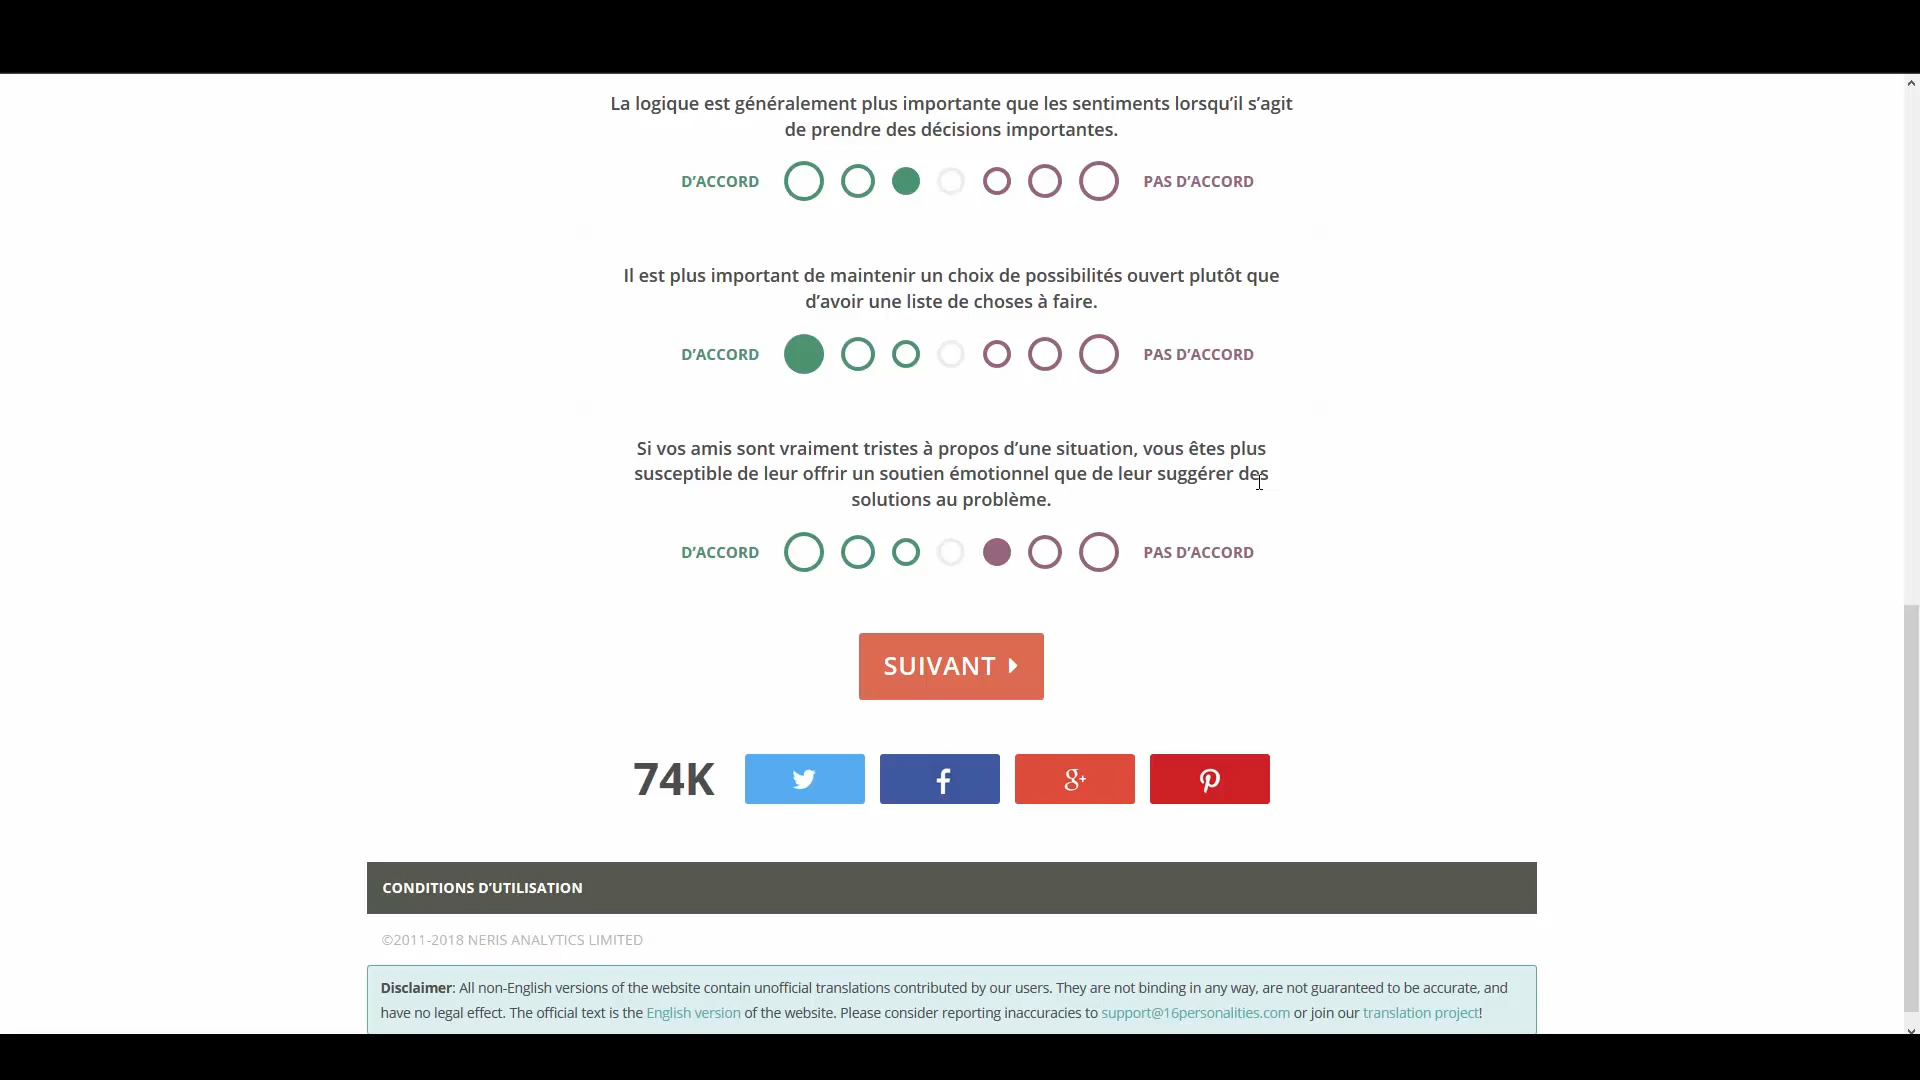 La logique est généralement plus importante que les sentiments lorsqu’il s’agit
de prendre des décisions importantes.
D’ACCORD PAS D’ACCORD
Il est plus important de maintenir un choix de possibilités ouvert plutôt que
d’avoir une liste de choses à faire.
D’ACCORD PAS D’ACCORD
Si vos amis sont vraiment tristes à propos d’une situation, vous êtes plus
susceptible de leur offrir un soutien émotionnel que de leur suggérer des
solutions au problème.
D’ACCORD PAS D’ACCORD
SUIVANT
74K
CONDITIONS D’UTILISATION
©2011-2018 NERIS ANALYTICS LIMITED
Disclaimer: All non-English versions of the website contain unofficial translations contributed by our users. They are not binding in any way, are not guaranteed to be accurate, and
have no legal effect. The official text is the English version of the website. Please consider reporting inaccuracies to support@16personalities.com or join our translation project!